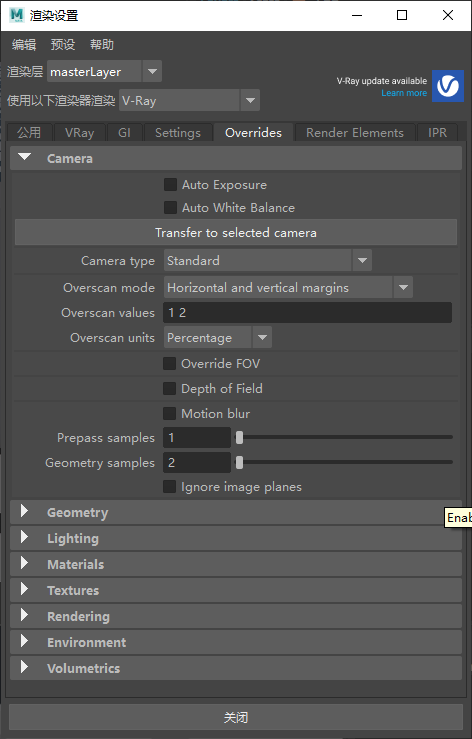 渲染设置
编辑 预设 帮助
渲染层 masterLayer
V-Ray update available
Learn more
使用以下渲染器渲染 V-Ray
公用 VRay GI Settings Overrides Render Elements IPR
Camera
Auto Exposure
Auto White Balance
Transfer to selected camera
Camera type Standard
Overscan mode Horizontal and vertical margins
Overscan values 1 2
Overscan units Percentage
Override FOV
Depth of Field
Motion blur
Prepass samples 1
Geometry samples 2
Ignore image planes
Geometry
Enab
Lighting
Materials
Textures
Rendering
Environment
Volumetrics
关闭